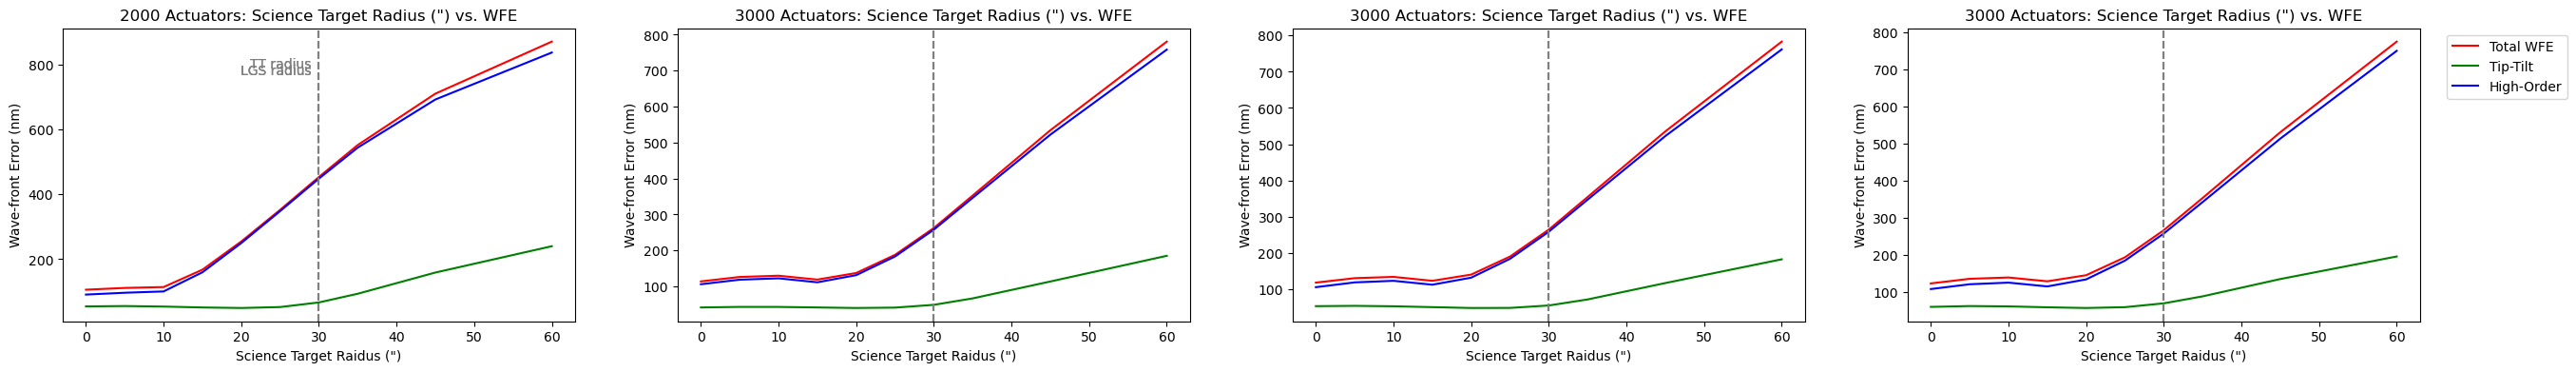 2000 Actuators: Science Target Radius (") vs. WFE
TT radius
LGS radius
800
600
400
200
Wave-front Error (nm)
0 10 20 30 40 50 60
Science Target Raidus (")
3000 Actuators: Science Target Radius (") vs. WFE
800
700
600
500
400
300
200
100
Wave-front Error (nm)
0 10 20 30 40 50 60
Science Target Raidus (")
3000 Actuators: Science Target Radius (") vs. WFE
800
700
600
500
400
300
200
100
Wave-front Error (nm)
0 10 20 30 40 50 60
Science Target Raidus (")
3000 Actuators: Science Target Radius (") vs. WFE
800
700
600
500
400
300
200
100
Wave-front Error (nm)
0 10 20 30 40 50 60
Science Target Raidus (")
Total WFE
Tip-Tilt
High-Order